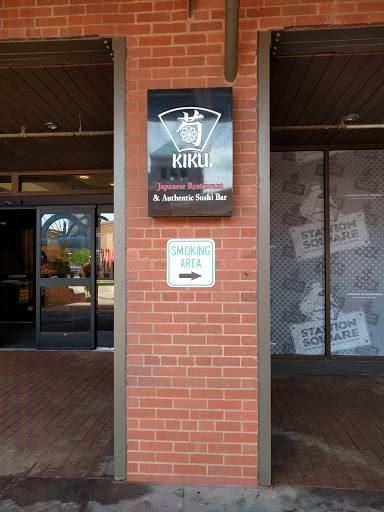 菊
KIKU
Japanese Restaurant
& Authentic Sushi Bar
SMOKING
AREA
STATION
SQUARE
STATION
SQUARE